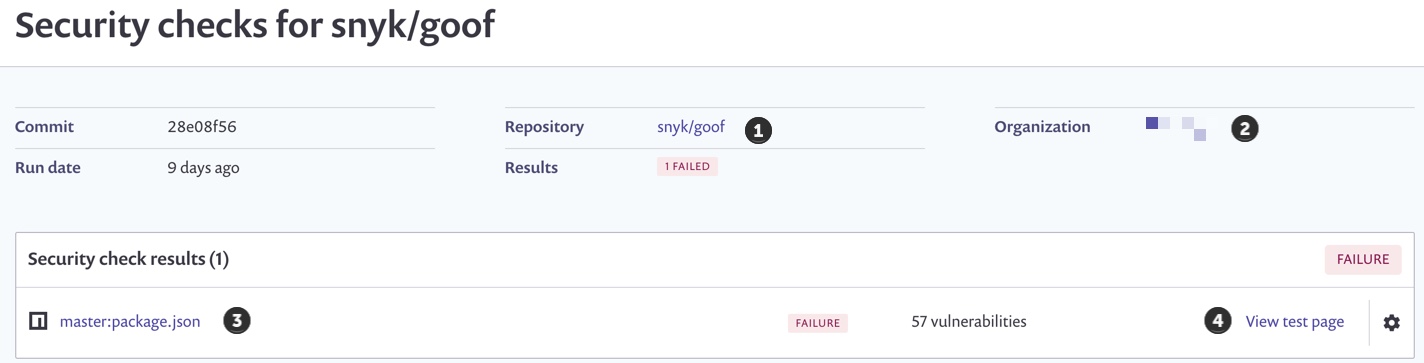 Security checks for snyk/goof
Commit 28e08f56
Repository snyk/goof 1
Organization 2
Run date 9 days ago
Results 1 FAILED
Security check results (1) FAILURE
master:package.json 3 FAILURE 57 vulnerabilities 4 View test page